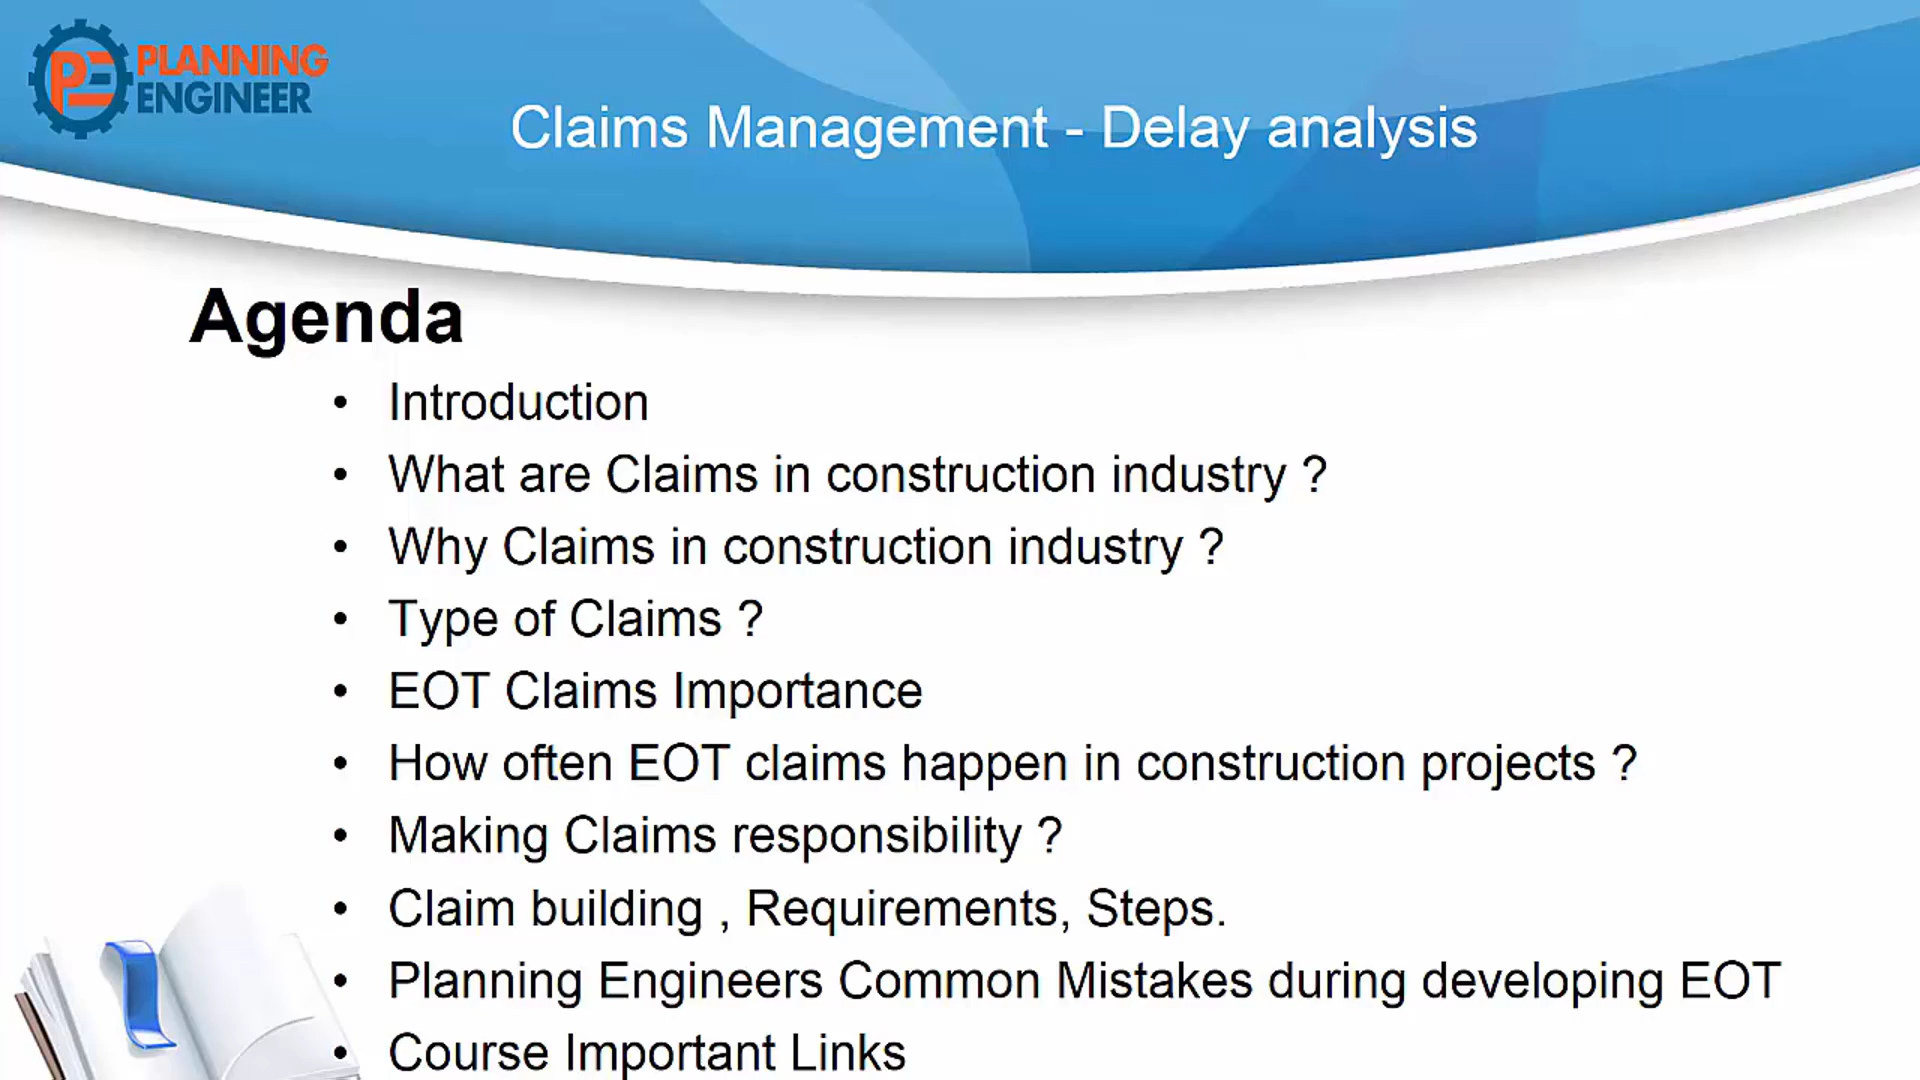 PLANNING
ENGINEER
Claims Management - Delay analysis
Agenda
• Introduction
• What are Claims in construction industry ?
• Why Claims in construction industry ?
• Type of Claims ?
• EOT Claims Importance
• How often EOT claims happen in construction projects ?
• Making Claims responsibility ?
• Claim building , Requirements, Steps.
• Planning Engineers Common Mistakes during developing EOT
• Course Important Links